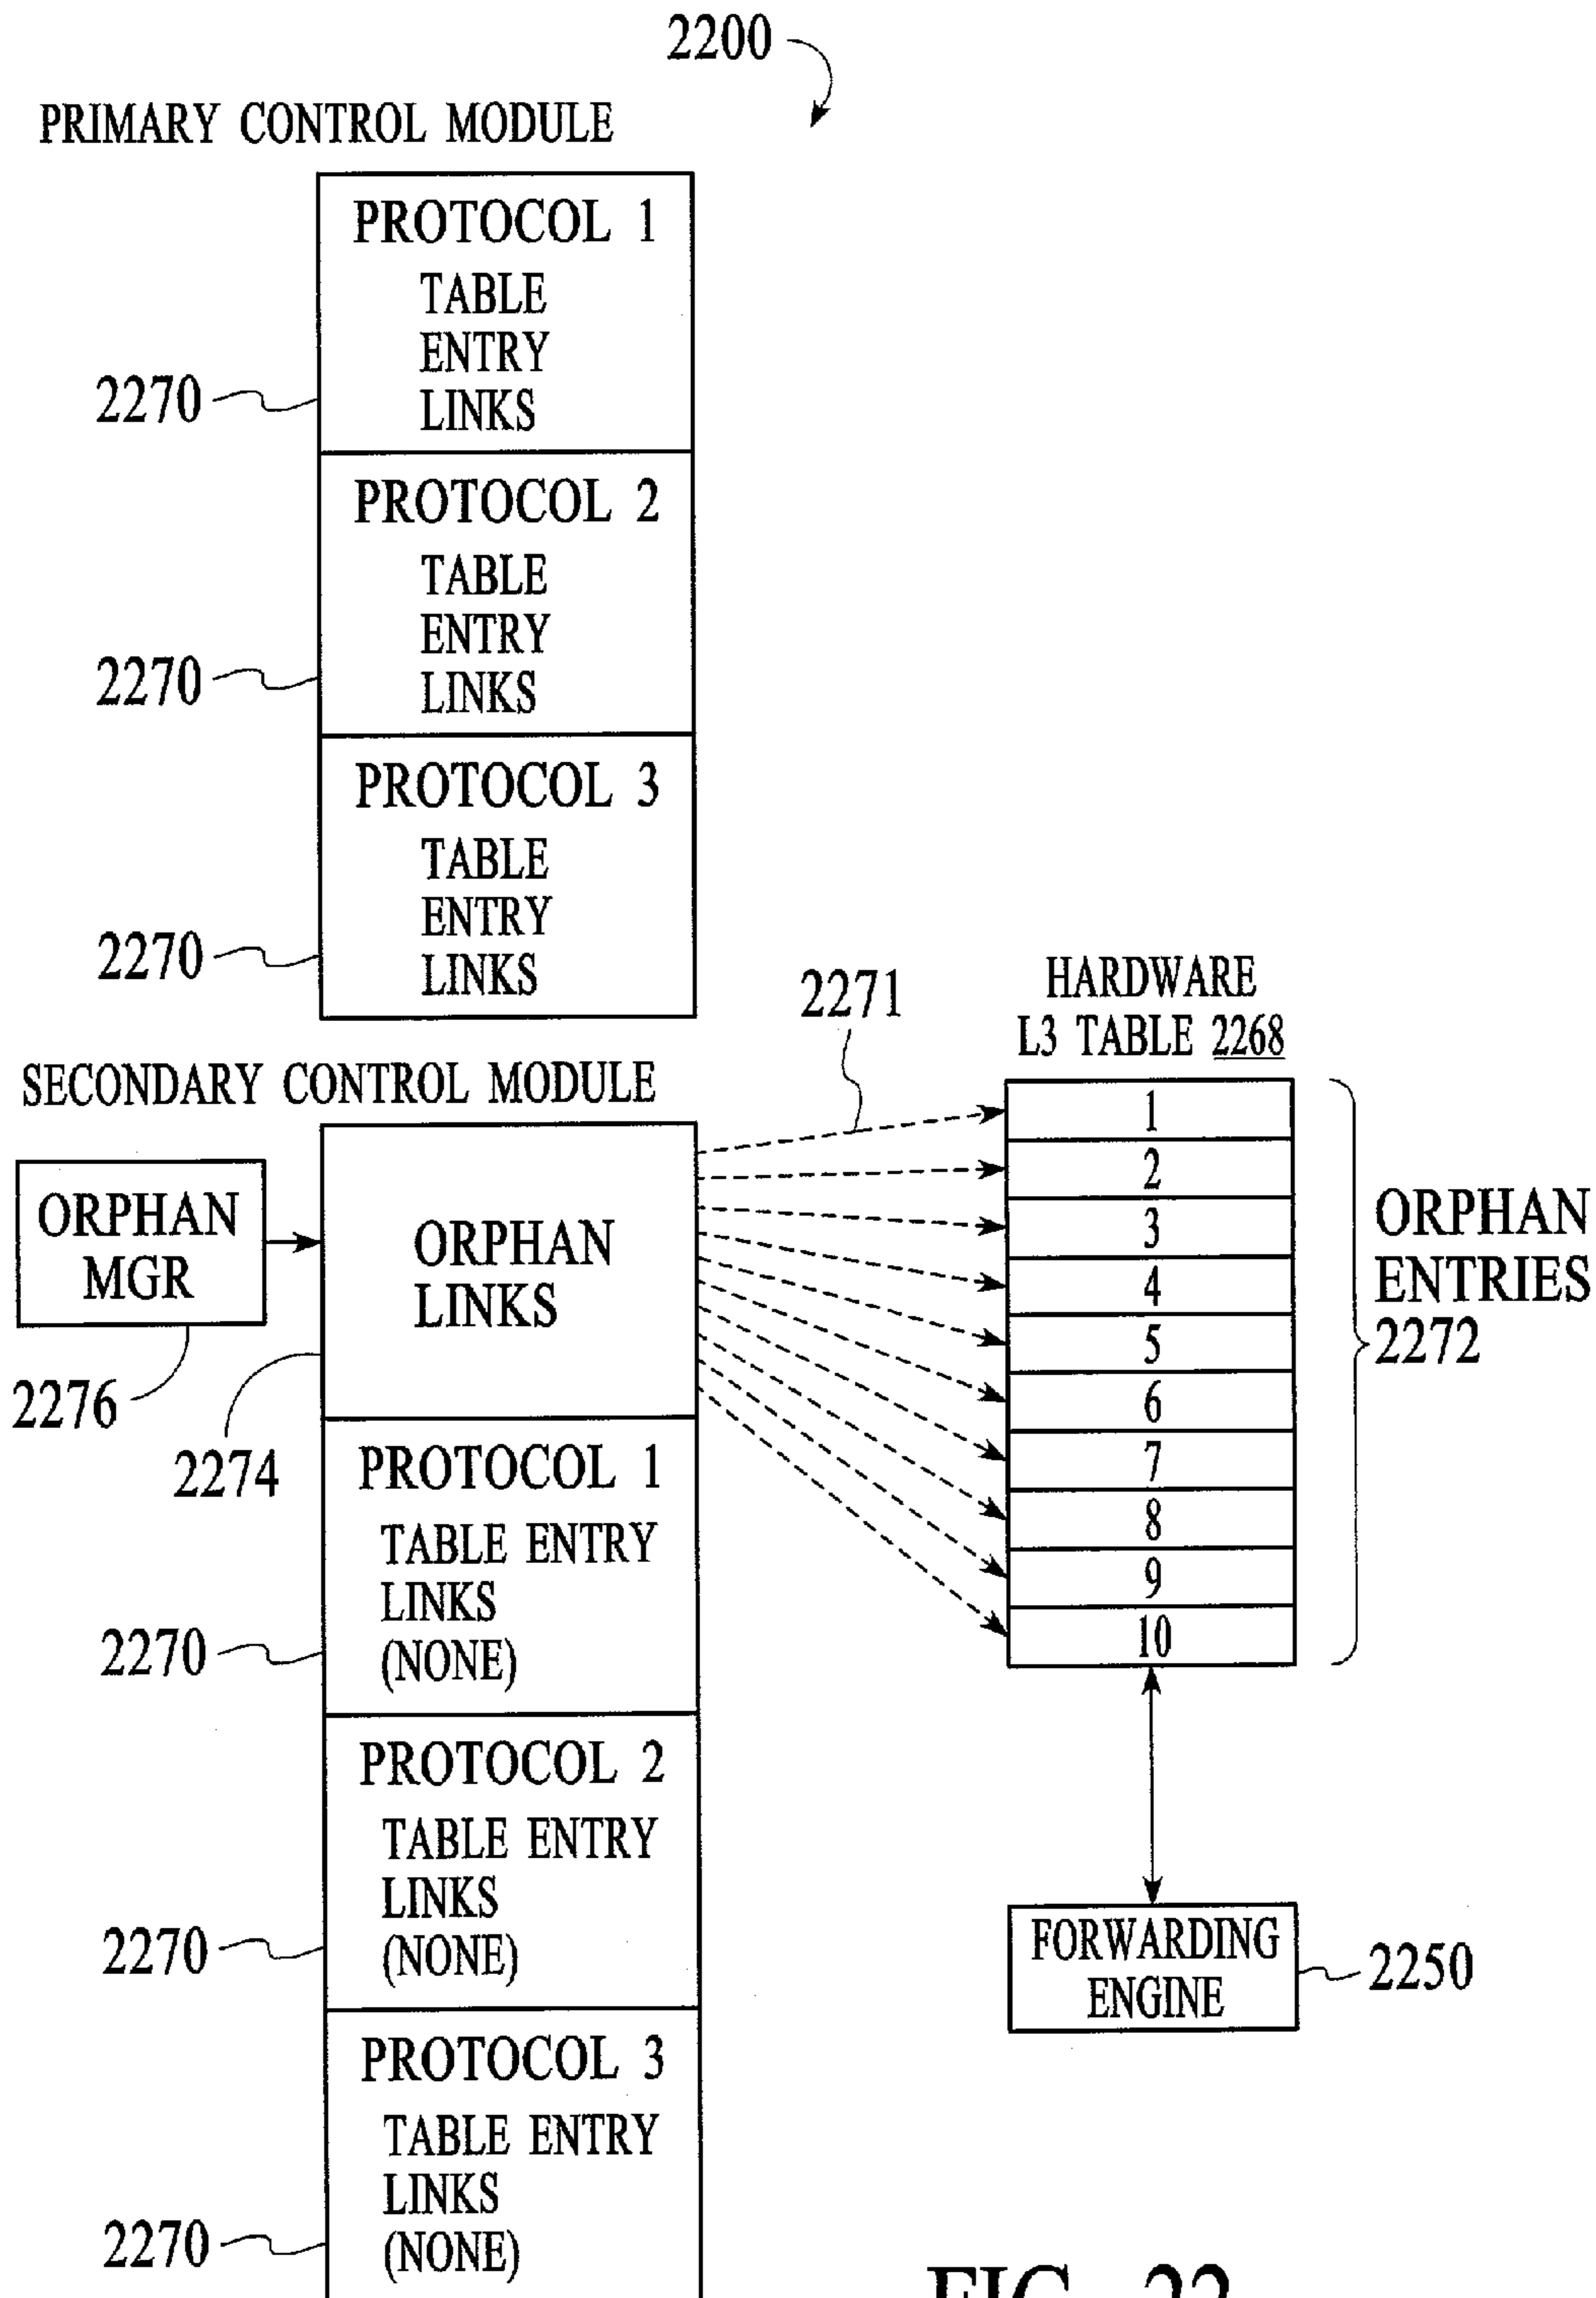 2200
PRIMARY CONTROL MODULE
PROTOCOL 1
TABLE
ENTRY
LINKS
2270
PROTOCOL 2
TABLE
ENTRY
LINKS
2270
PROTOCOL 3
TABLE
ENTRY
LINKS
2270
SECONDARY CONTROL MODULE
ORPHAN
MGR
2276
ORPHAN
LINKS
2274
2271
HARDWARE
L3 TABLE 2268
1
2
3
4
5
6
7
8
9
10
ORPHAN
ENTRIES
2272
PROTOCOL 1
TABLE ENTRY
LINKS
(NONE)
2270
PROTOCOL 2
TABLE ENTRY
LINKS
(NONE)
2270
PROTOCOL 3
TABLE ENTRY
LINKS
(NONE)
2270
FORWARDING
ENGINE
2250
FIG. 22